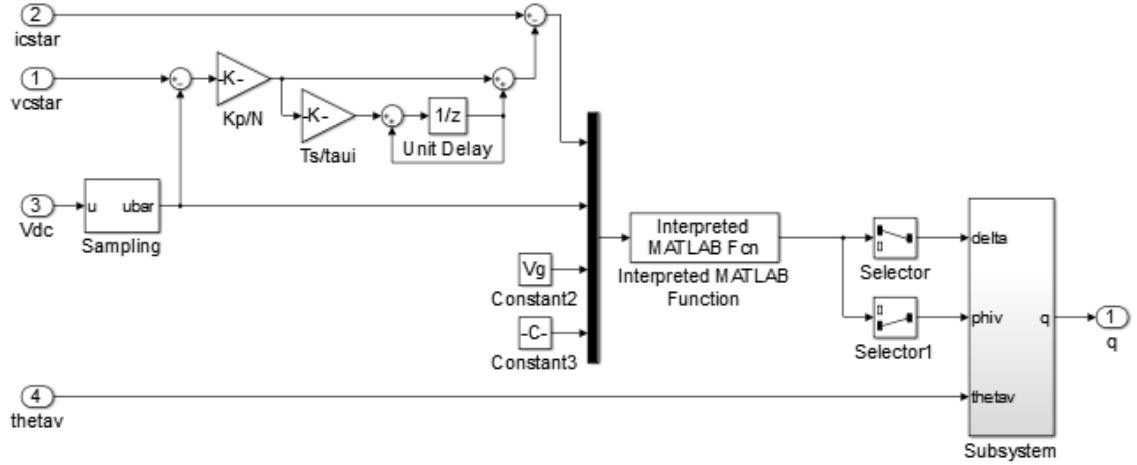 2
icstar
1
vcstar
-K-
Kp/N
-K-
Ts/taui
1/z
Unit Delay
3
Vdc
u ubar
Sampling
Vg
Constant2
-C-
Constant3
Interpreted
MATLAB Fcn
Interpreted MATLAB
Function
Selector
Selector1
delta
phiv q
thetav
Subsystem
1
q
4
thetav